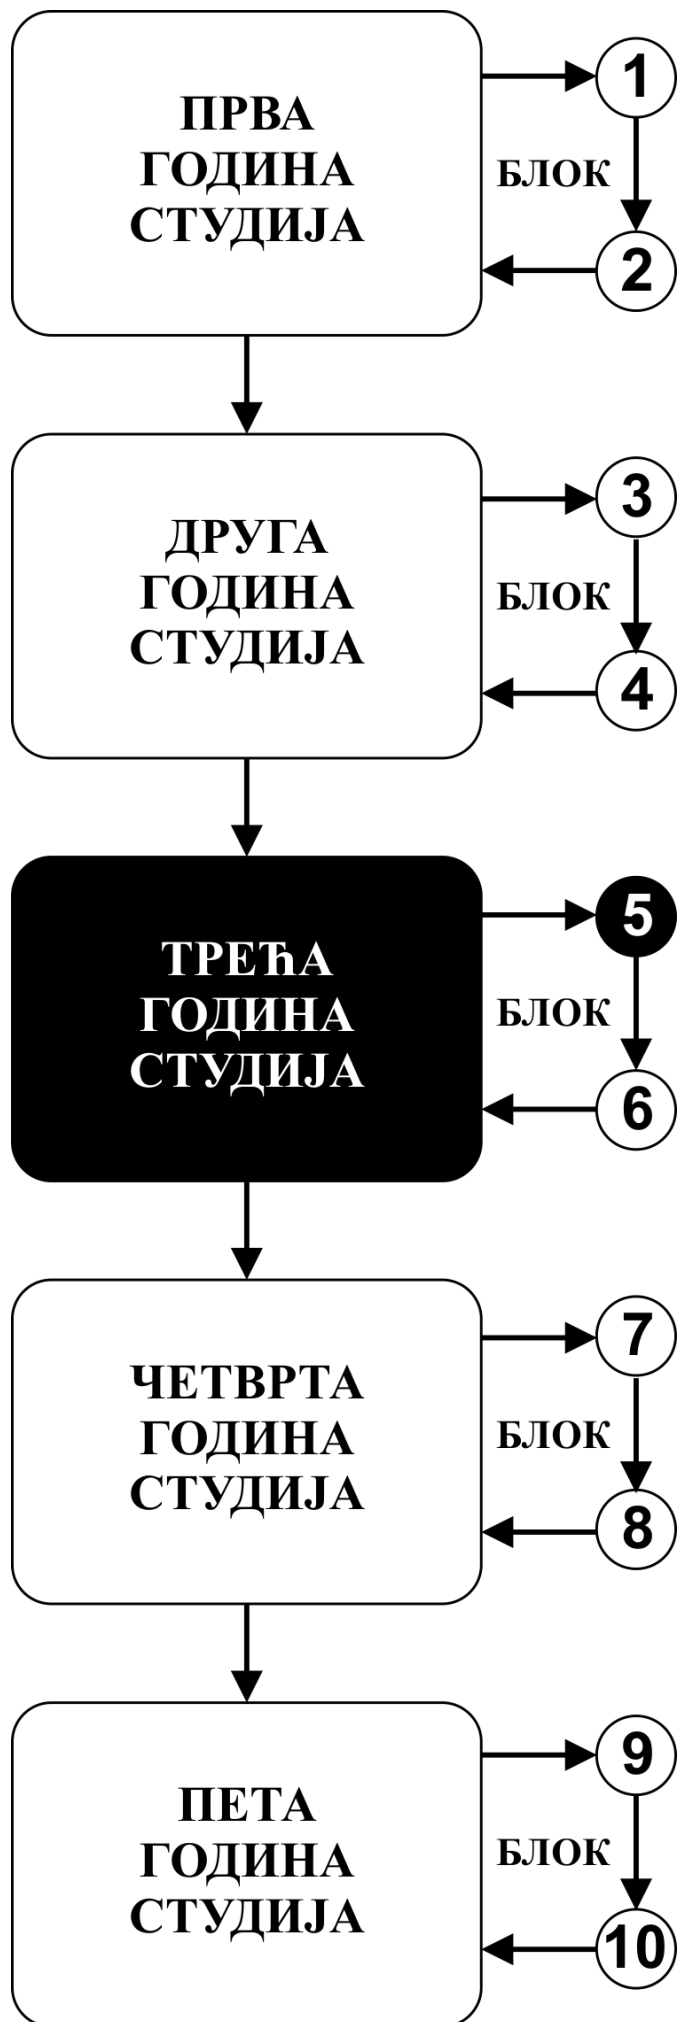 ПРВА
ГОДИНА
СТУДИЈА
1
БЛОК
2
ДРУГА
ГОДИНА
СТУДИЈА
3
БЛОК
4
ТРЕЋА
ГОДИНА
СТУДИЈА
5
БЛОК
6
ЧЕТВРТА
ГОДИНА
СТУДИЈА
7
БЛОК
8
ПЕТА
ГОДИНА
СТУДИЈА
9
БЛОК
10